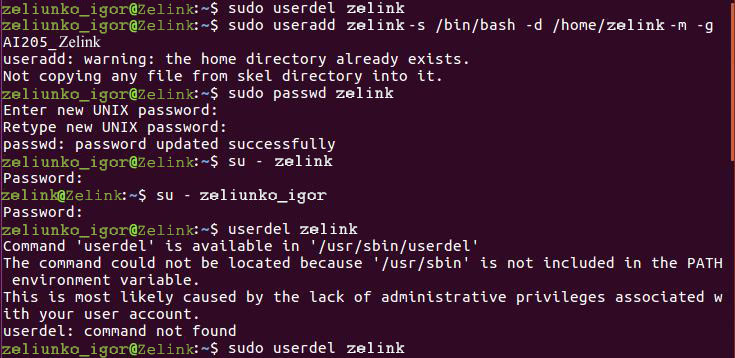 zeliunko_igor@Zelink:~$ sudo userdel zelink
zeliunko_igor@Zelink:~$ sudo useradd zelink -s /bin/bash -d /home/zelink -m -g
AI205_Zelink
useradd: warning: the home directory already exists.
Not copying any file from skel directory into it.
zeliunko_igor@Zelink:~$ sudo passwd zelink
Enter new UNIX password:
Retype new UNIX password:
passwd: password updated successfully
zeliunko_igor@Zelink:~$ su - zelink
Password:
zelink@Zelink:~$ su - zeliunko_igor
Password:
zeliunko_igor@Zelink:~$ userdel zelink
Command 'userdel' is available in '/usr/sbin/userdel'
The command could not be located because '/usr/sbin' is not included in the PATH
environment variable.
This is most likely caused by the lack of administrative privileges associated w
ith your user account.
userdel: command not found
zeliunko_igor@Zelink:~$ sudo userdel zelink